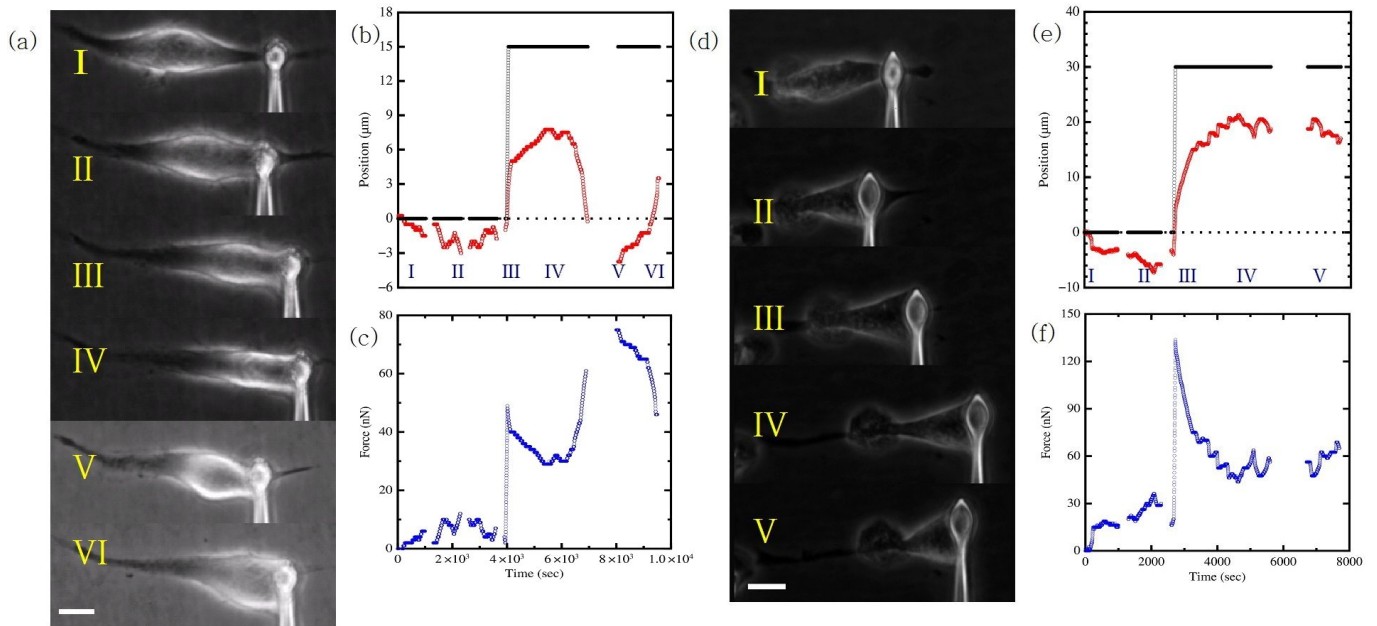 (a)
I
II
III
IV
V
VI
(b)
Position (μm)
18
15
12
9
6
3
0
−3
−6
I II III IV V VI
(c)
Force (nN)
80
60
40
20
0
0 2×10³ 4×10³ 6×10³ 8×10³ 1.0×10⁴
Time (sec)
(d)
I
II
III
IV
V
(e)
Position (μm)
40
30
20
10
0
−10
I II III IV V
(f)
Force (nN)
150
120
90
60
30
0
0 2000 4000 6000 8000
Time (sec)